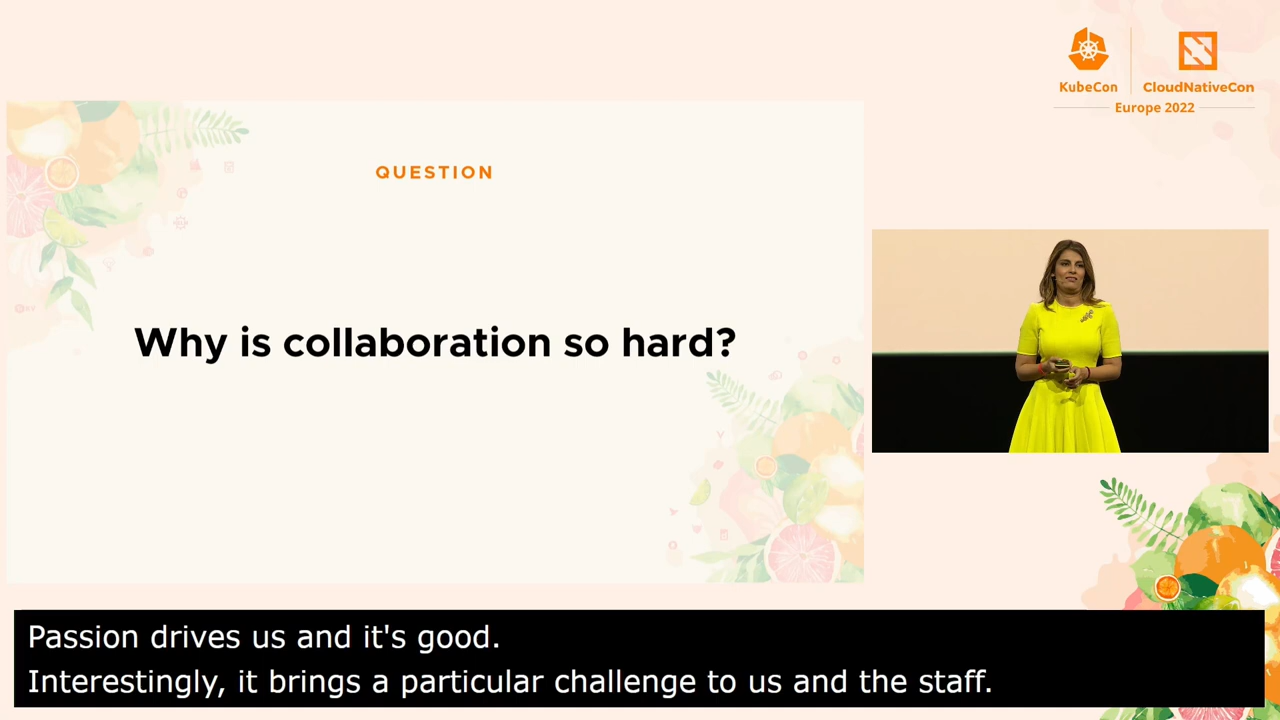 KubeCon
CloudNativeCon
Europe 2022
QUESTION
Why is collaboration so hard?
Passion drives us and it's good.
Interestingly, it brings a particular challenge to us and the staff.